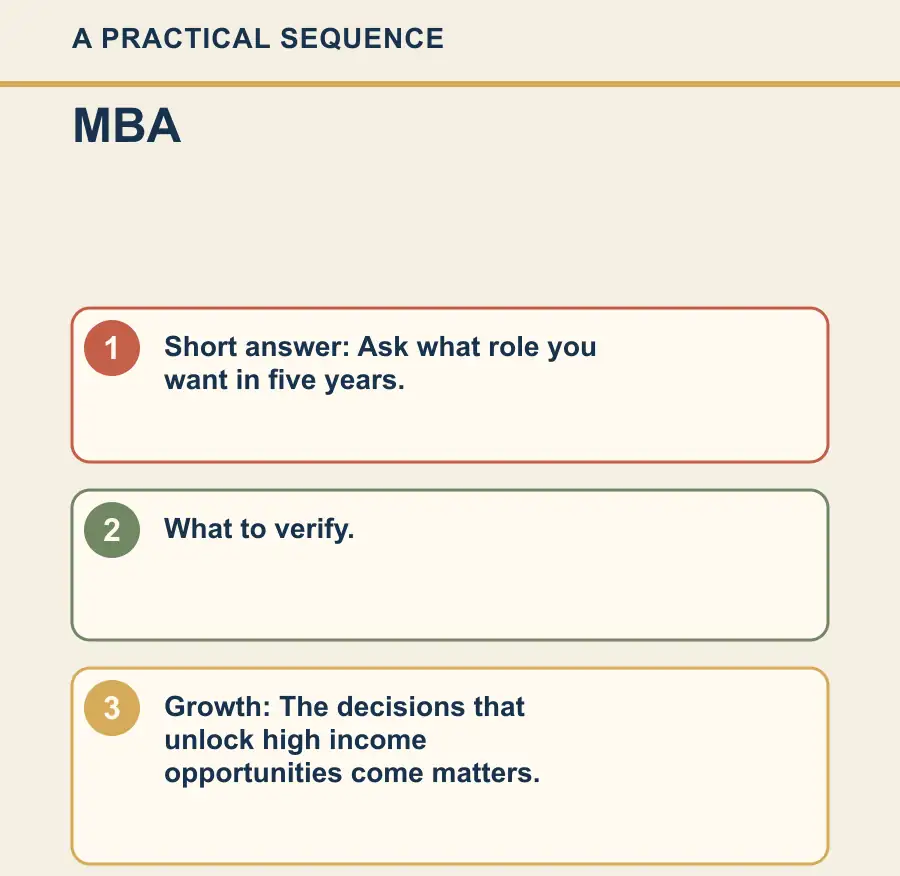 A PRACTICAL SEQUENCE
MBA
1
Short answer: Ask what role you
want in five years.
2
What to verify.
3
Growth: The decisions that
unlock high income
opportunities come matters.